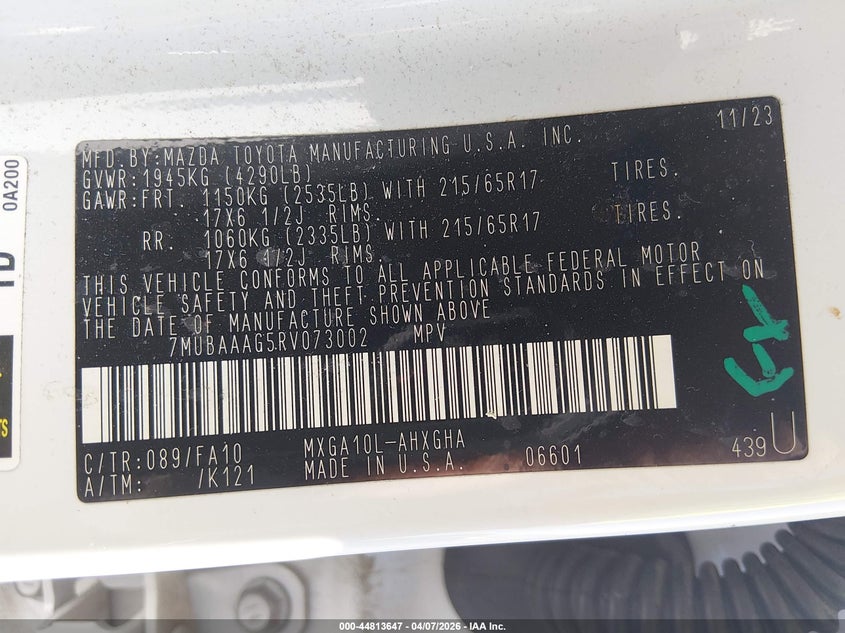 11/23
MFD.BY:MAZDA TOYOTA MANUFACTURING U.S.A. INC.
GVWR:1945KG (4290LB)
GAWR:FRT. 1150KG (2535LB) WITH 215/65R17 TIRES.
17X6 1/2J RIMS.
RR. 1060KG (2335LB) WITH 215/65R17 TIRES.
17X6 1/2J RIMS.
THIS VEHICLE CONFORMS TO ALL APPLICABLE FEDERAL MOTOR
VEHICLE SAFETY AND THEFT PREVENTION STANDARDS IN EFFECT ON
THE DATE OF MANUFACTURE SHOWN ABOVE
7MUBAAAG5RV073002 MPV
C/TR:089/FA10 MXGA10L-AHXGHA
A/TM: /K121 MADE IN U.S.A. 06601 439 U
0A200
000-44813647 - 04/07/2026 - IAA Inc.